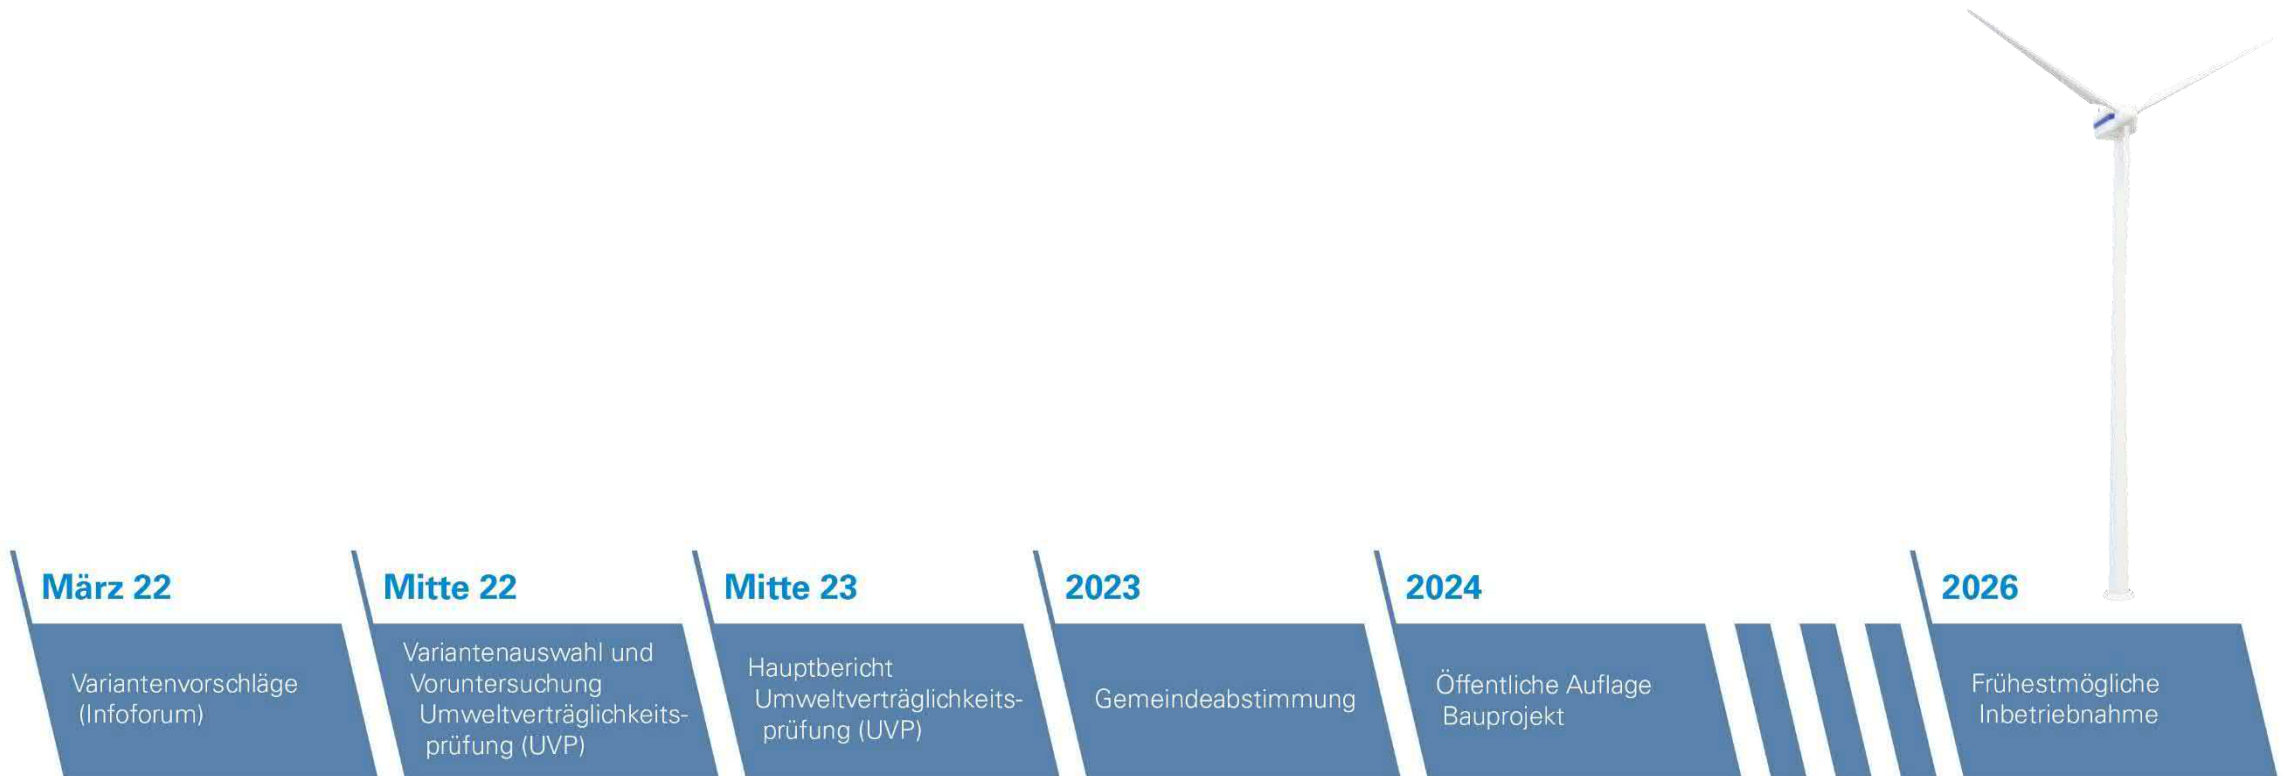 März 22
Variantenvorschläge
(Infoforum)
Mitte 22
Variantenauswahl und
Voruntersuchung
Umweltverträglichkeits-
prüfung (UVP)
Mitte 23
Hauptbericht
Umweltverträglichkeits-
prüfung (UVP)
2023
Gemeindeabstimmung
2024
Öffentliche Auflage
Bauprojekt
2026
Frühestmögliche
Inbetriebnahme